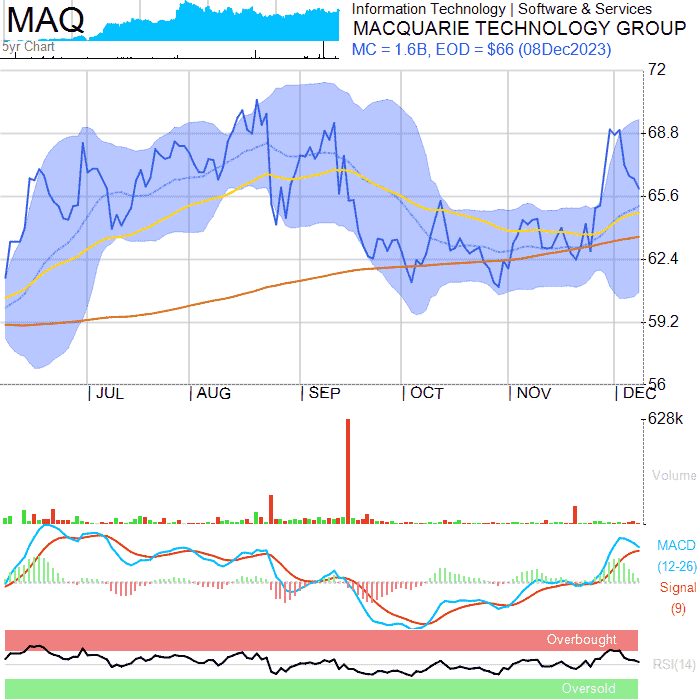 MAQ
5yr Chart
Information Technology | Software & Services
MACQUARIE TECHNOLOGY GROUP
MC = 1.6B, EOD = $66 (08Dec2023)
72
68.8
65.6
62.4
59.2
56
JUL
AUG
SEP
OCT
NOV
DEC
628k
Volume
MACD
(12-26)
Signal
(9)
Overbought
RSI(14)
Oversold